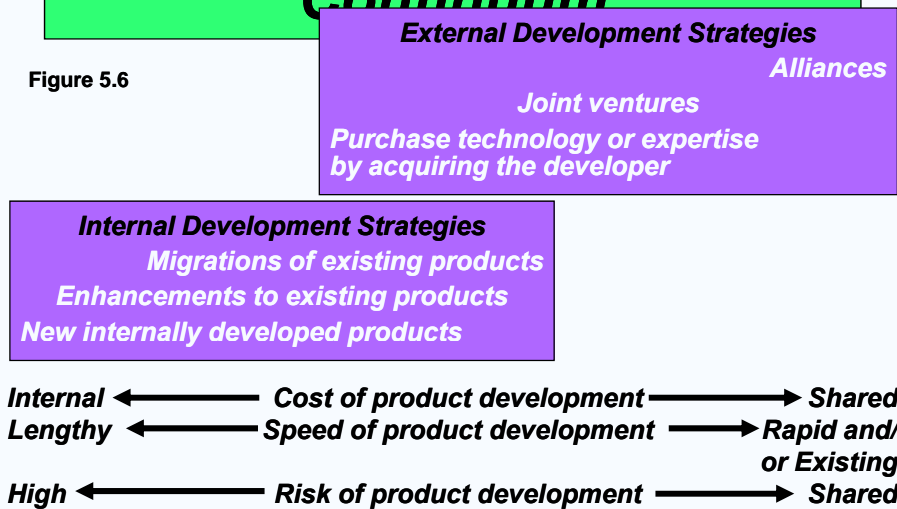 Continuum
External Development Strategies
Alliances
Figure 5.6
Joint ventures
Purchase technology or expertise
by acquiring the developer
Internal Development Strategies
Migrations of existing products
Enhancements to existing products
New internally developed products
Internal Cost of product development Shared
Lengthy Speed of product development Rapid and/
or Existing
High Risk of product development Shared